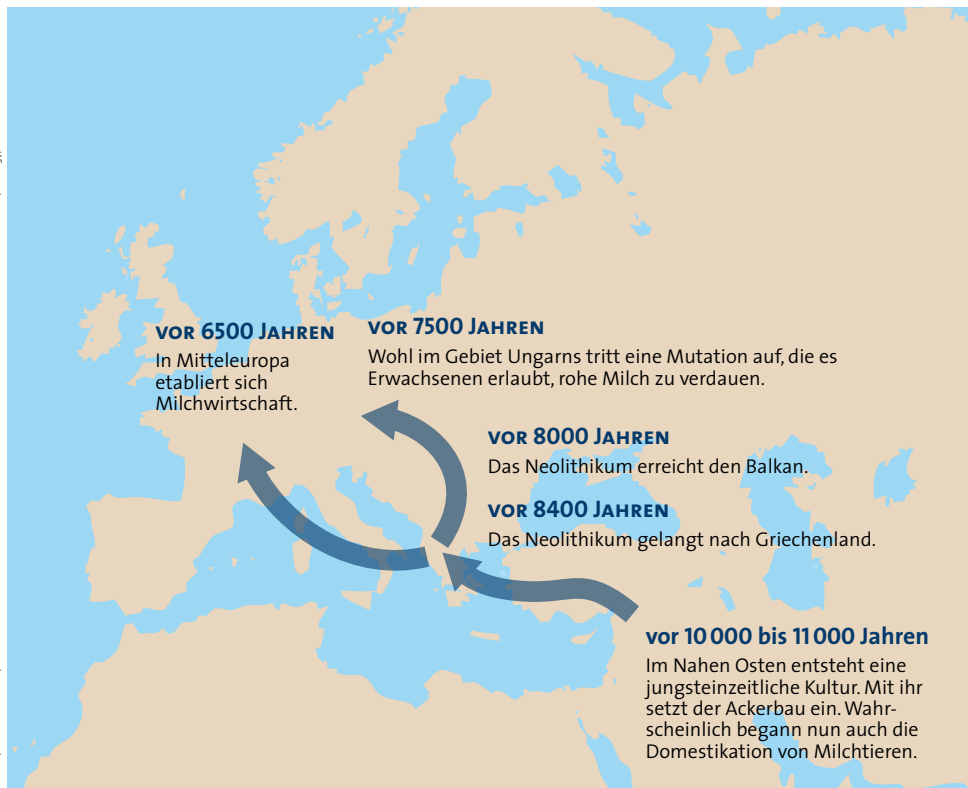 VOR 6500 JAHREN
In Mitteleuropa
etabliert sich
Milchwirtschaft.
VOR 7500 JAHREN
Wohl im Gebiet Ungarns tritt eine Mutation auf, die es
Erwachsenen erlaubt, rohe Milch zu verdauen.
VOR 8000 JAHREN
Das Neolithikum erreicht den Balkan.
VOR 8400 JAHREN
Das Neolithikum gelangt nach Griechenland.
vor 10 000 bis 11 000 Jahren
Im Nahen Osten entsteht eine
jungsteinzeitliche Kultur. Mit ihr
setzt der Ackerbau ein. Wahr-
scheinlich begann nun auch die
Domestikation von Milchtieren.